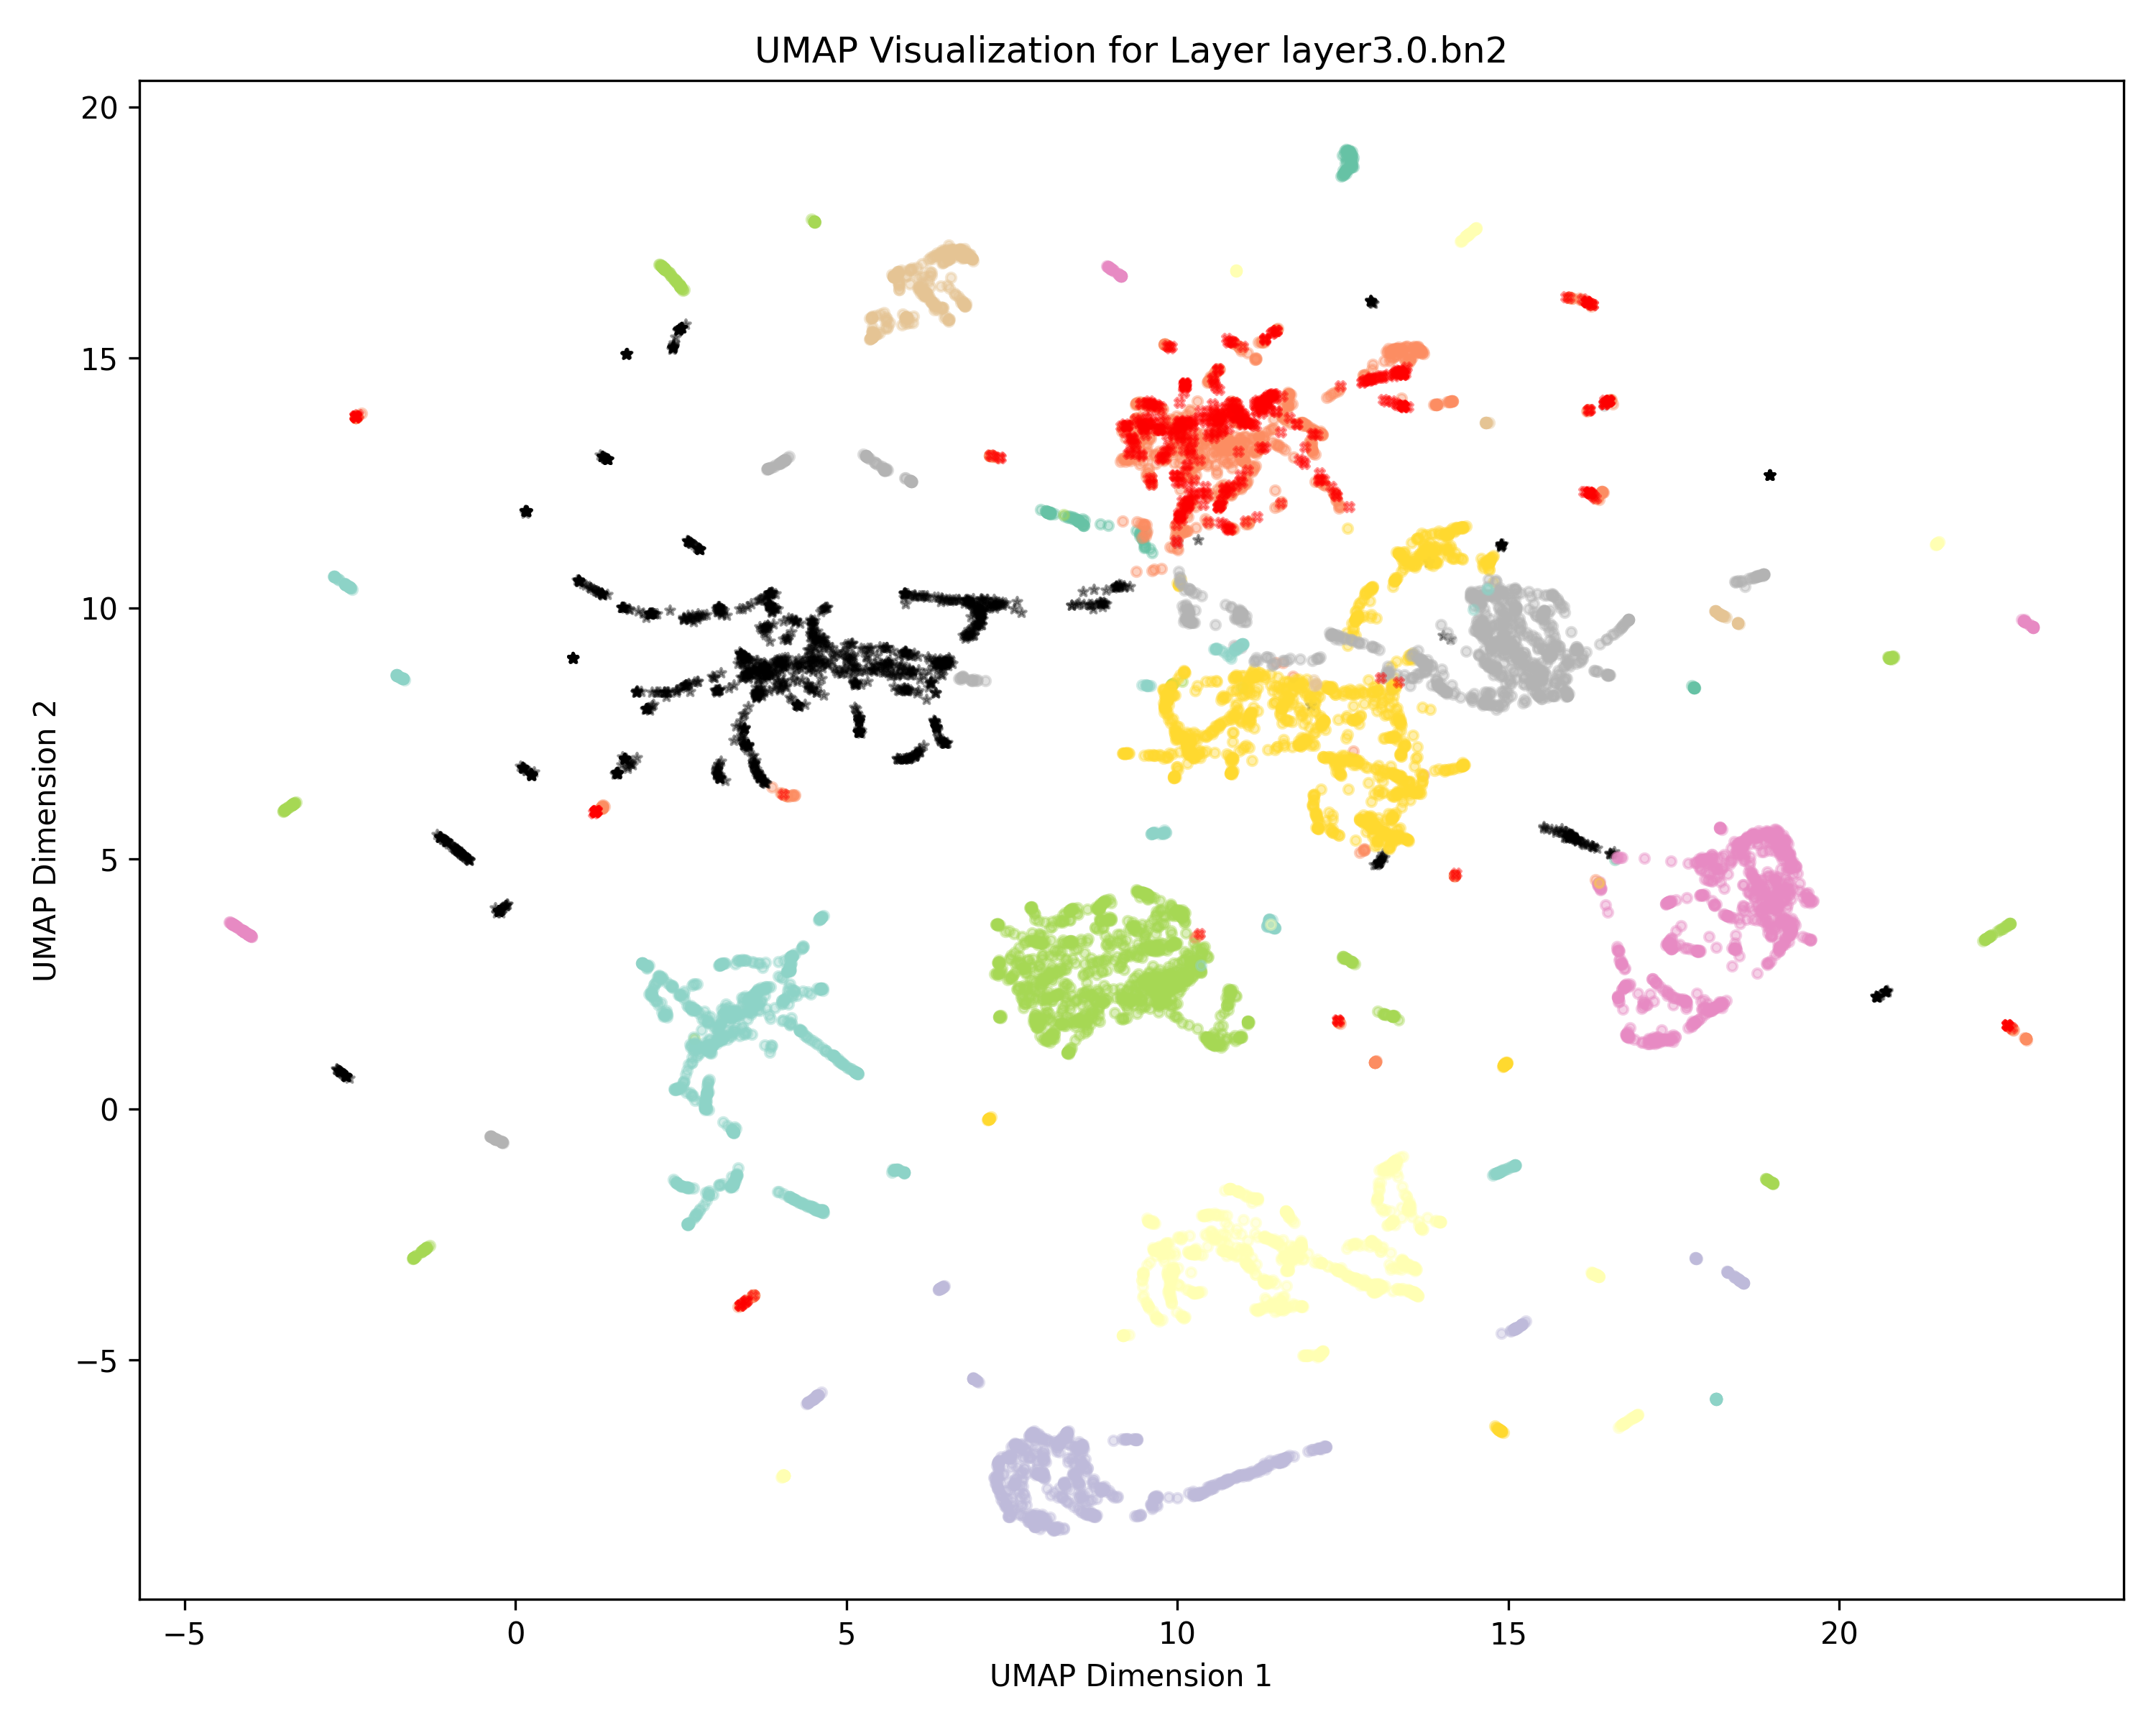 UMAP Visualization for Layer layer3.0.bn2
20
15
10
5
0
−5
UMAP Dimension 2
−5 0 5 10 15 20
UMAP Dimension 1